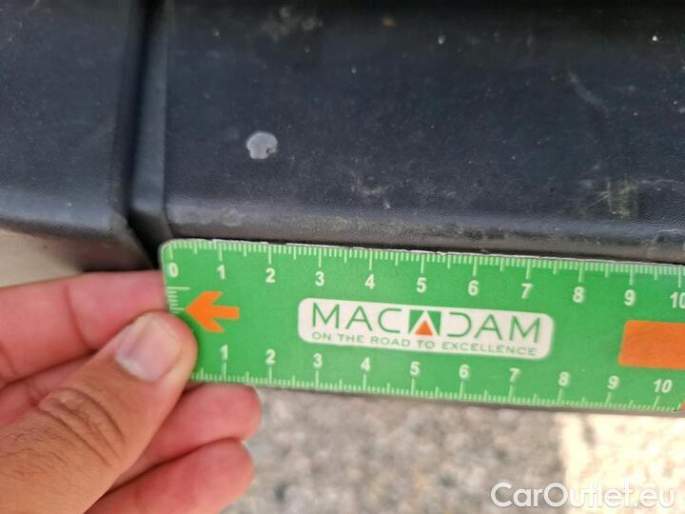 0 1 2 3 4 5 6 7 8 9 10
MACADAM
ON THE ROAD TO EXCELLENCE
1 2 3 4 5 6 7 8 9 10
CarOutlet.eu